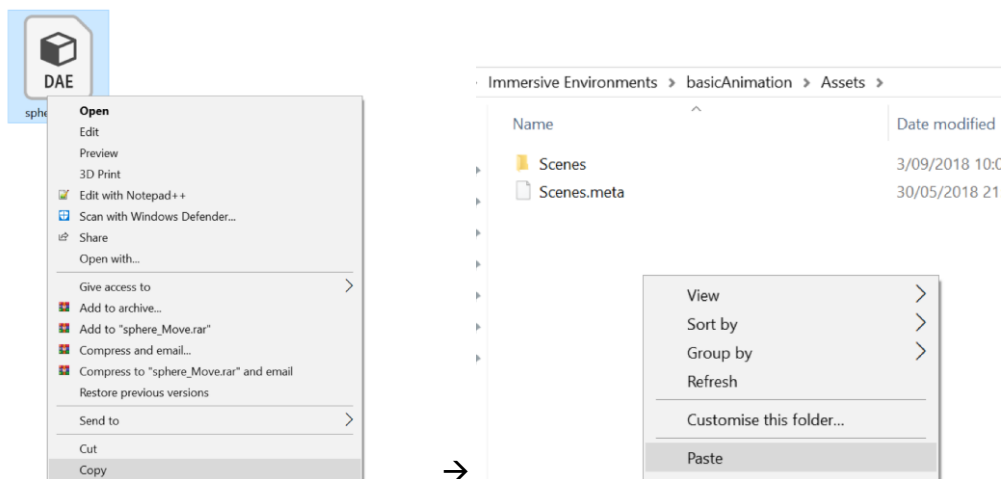 DAE
sphe
Open
Edit
Preview
3D Print
Edit with Notepad++
Scan with Windows Defender...
Share
Open with...
Give access to
Add to archive...
Add to "sphere_Move.rar"
Compress and email...
Compress to "sphere_Move.rar" and email
Restore previous versions
Send to
Cut
Copy
→
Immersive Environments > basicAnimation > Assets >
Name Date modified
Scenes 3/09/2018 10:0
Scenes.meta 30/05/2018 21
View
Sort by
Group by
Refresh
Customise this folder...
Paste